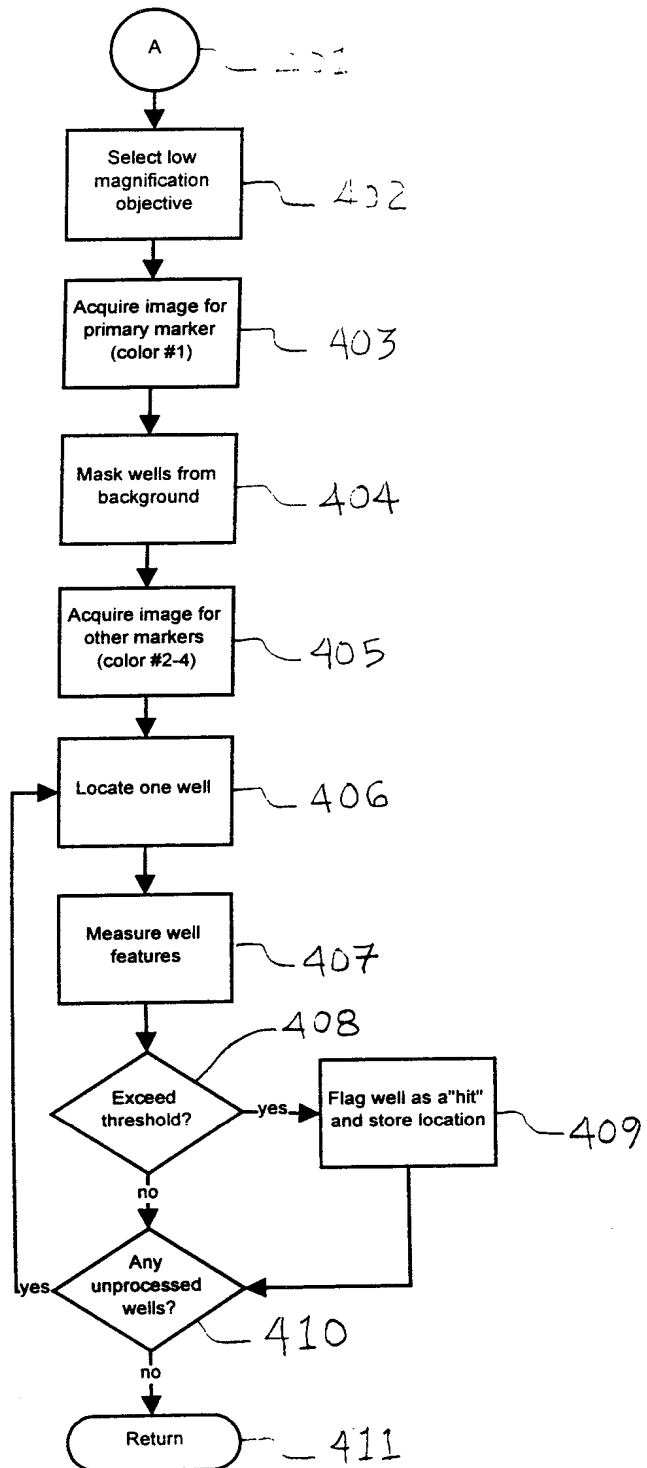 A
Select low
magnification
objective
402
Acquire image for
primary marker
(color #1)
403
Mask wells from
background
404
Acquire image for
other markers
(color #2-4)
405
Locate one well
406
Measure well
features
407
408
Exceed
threshold?
yes
Flag well as a"hit"
and store location
409
no
Any
unprocessed
wells?
yes
410
no
Return
411